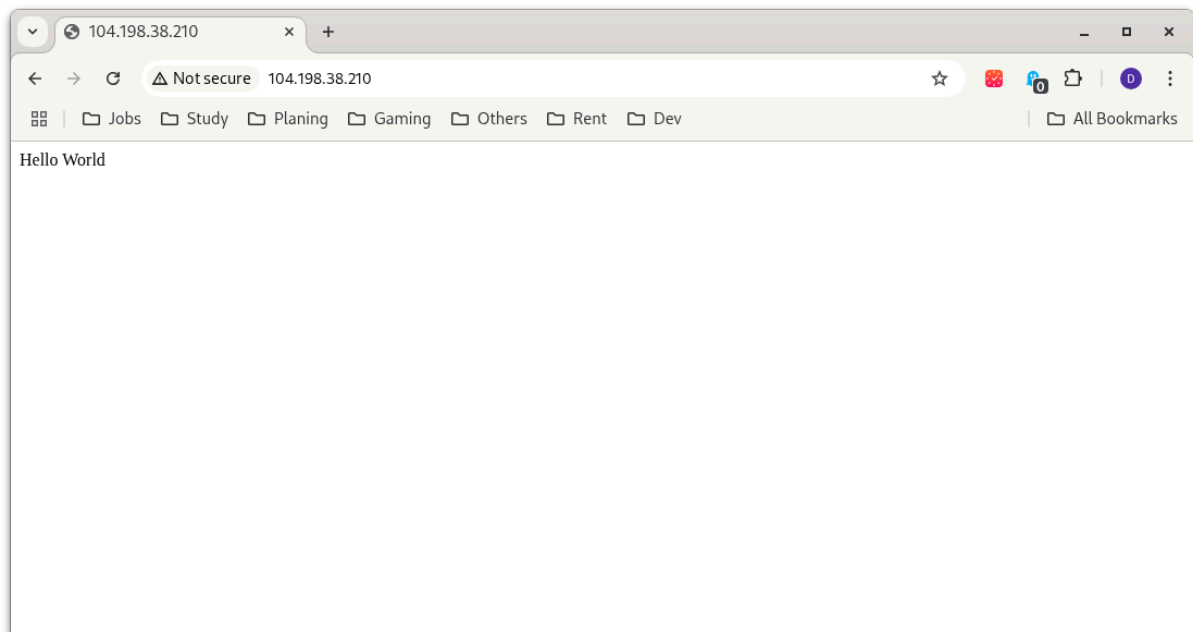 104.198.38.210
Not secure 104.198.38.210
0 D
Jobs Study Planing Gaming Others Rent Dev All Bookmarks
Hello World